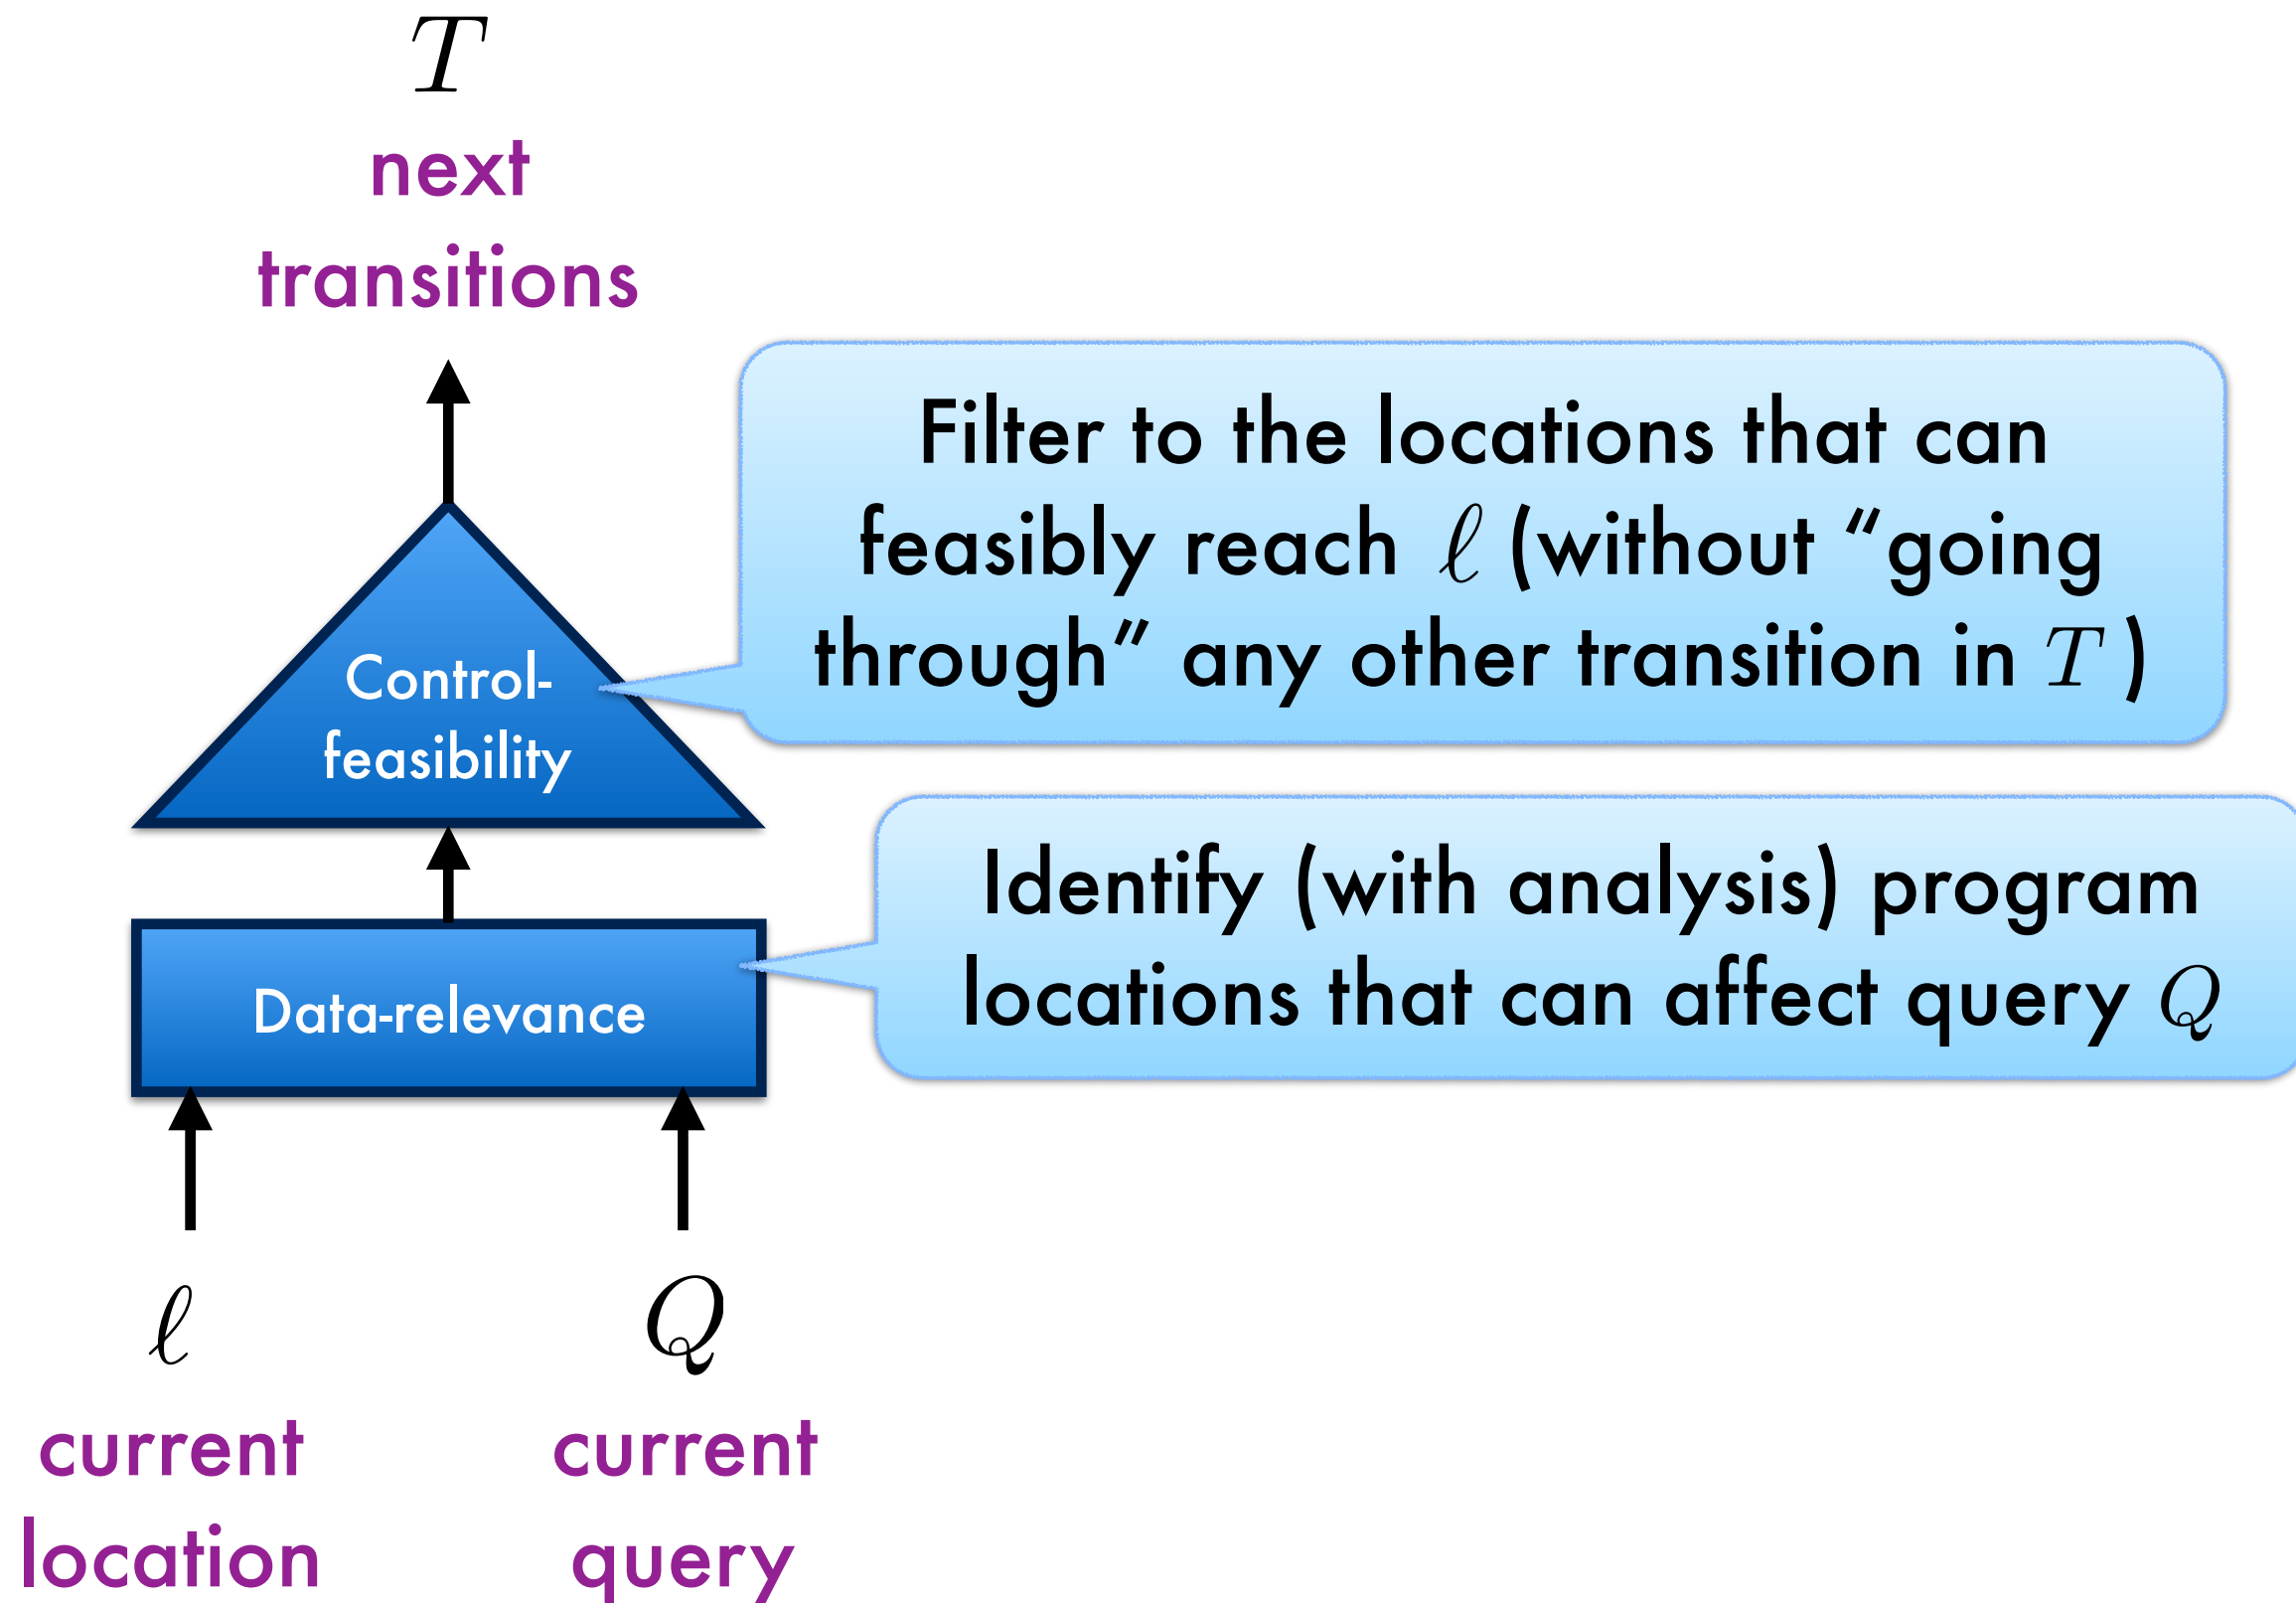 T
next
transitions
Filter to the locations that can
feasibly reach ℓ (without “going
through” any other transition in T )
Control-
feasibility
Identify (with analysis) program
locations that can affect query Q
Data-relevance
ℓ
current
location
Q
current
query